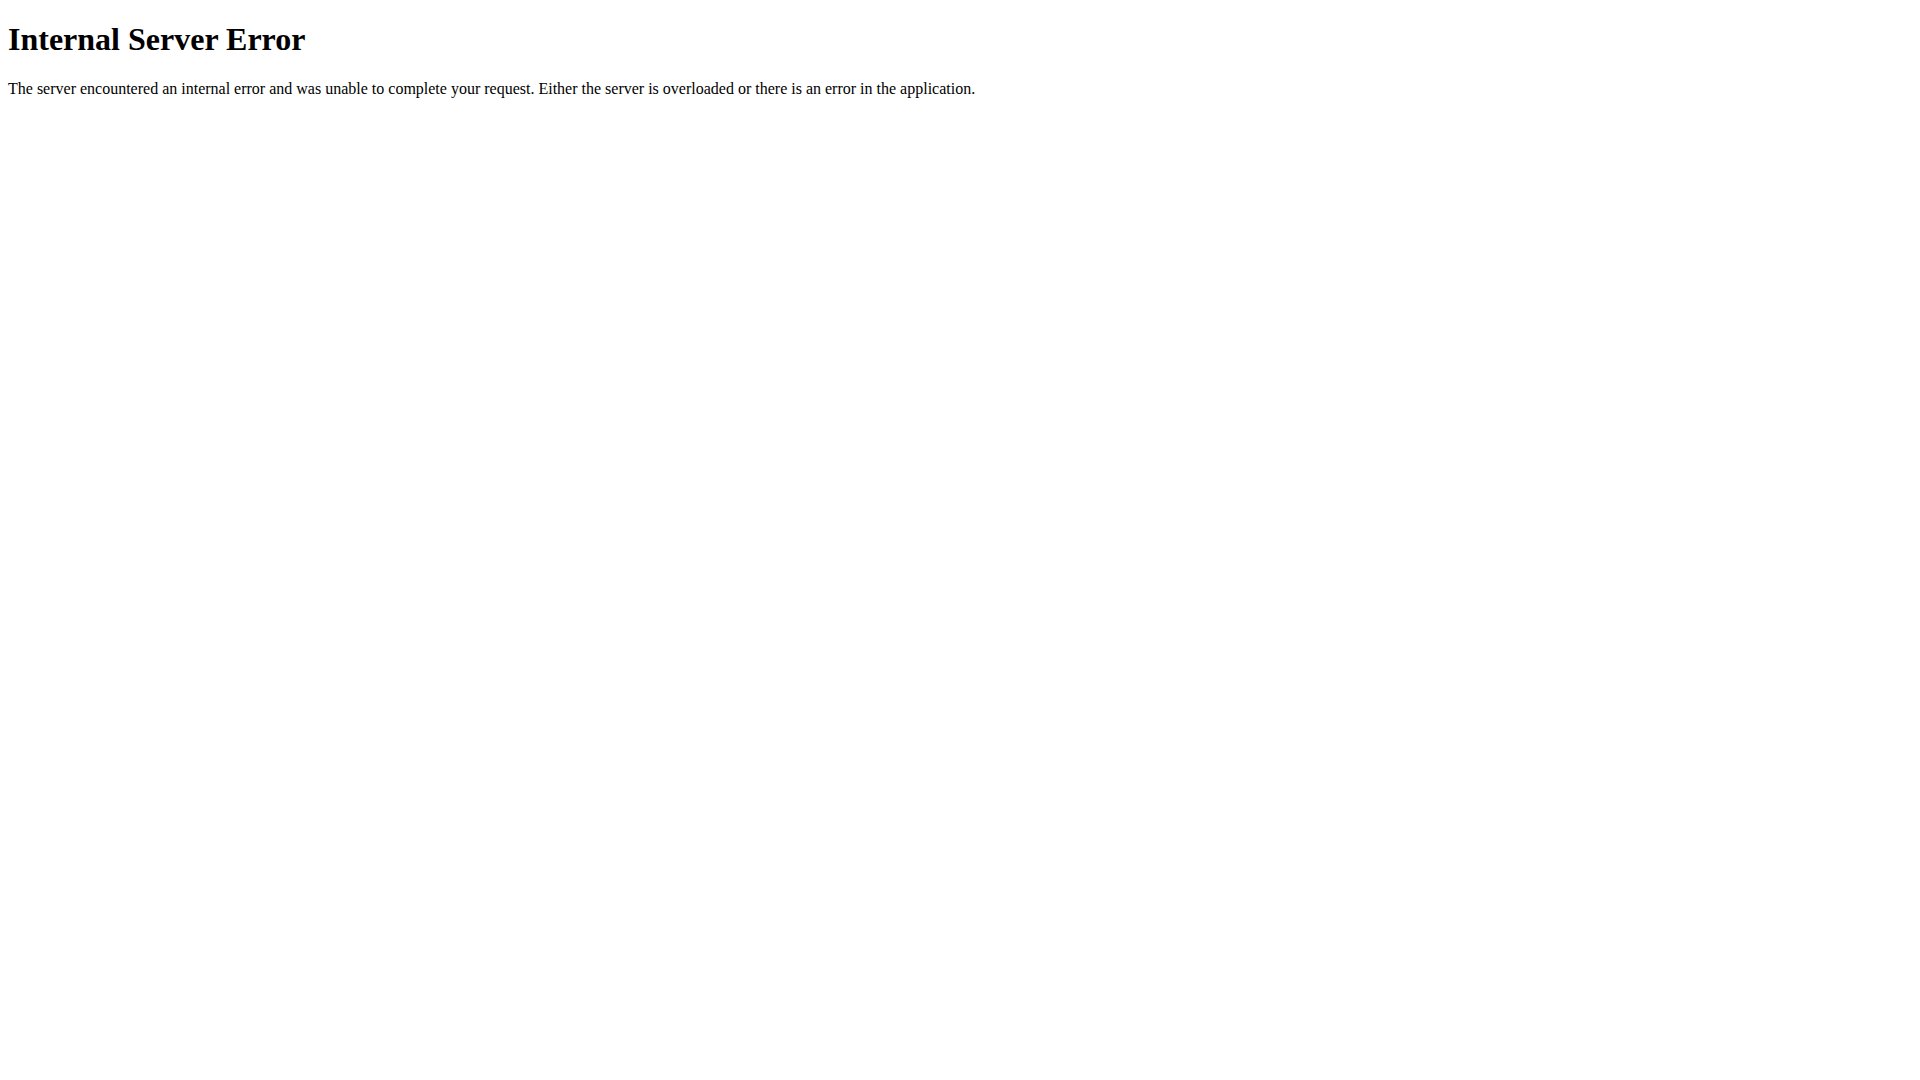 Internal Server Error
The server encountered an internal error and was unable to complete your request. Either the server is overloaded or there is an error in the application.